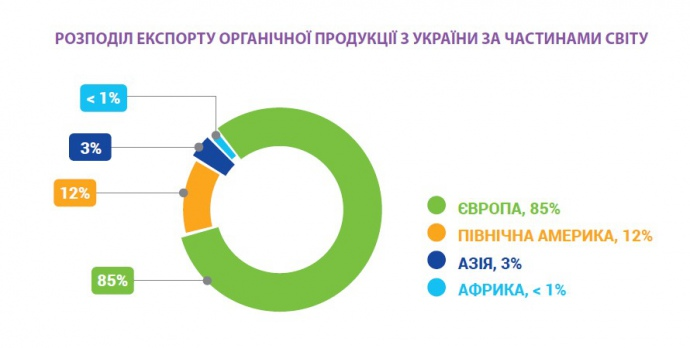 РОЗПОДІЛ ЕКСПОРТУ ОРГАНІЧНОЇ ПРОДУКЦІЇ З УКРАЇНИ ЗА ЧАСТИНАМИ СВІТУ
< 1%
3%
12%
85%
ЄВРОПА, 85%
ПІВНІЧНА АМЕРИКА, 12%
АЗІЯ, 3%
АФРИКА, < 1%